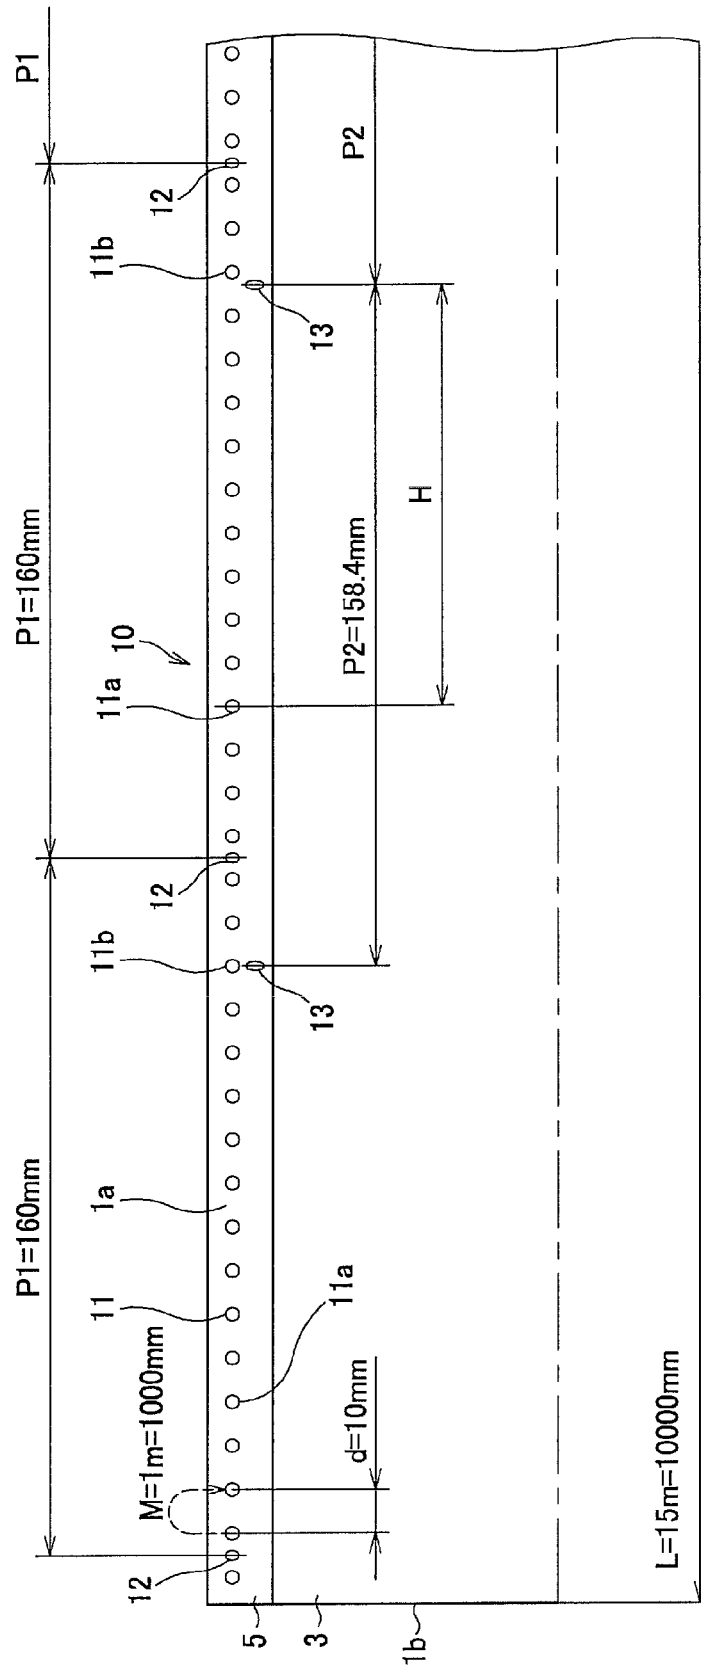 P1=160mm
P1=160mm
P1
12
11b
12
11b
12
11a
10
1a
11
M=1m=1000mm
11a
13
13
d=10mm
P2=158.4mm
P2
H
5
3
1b
L=15m=10000mm